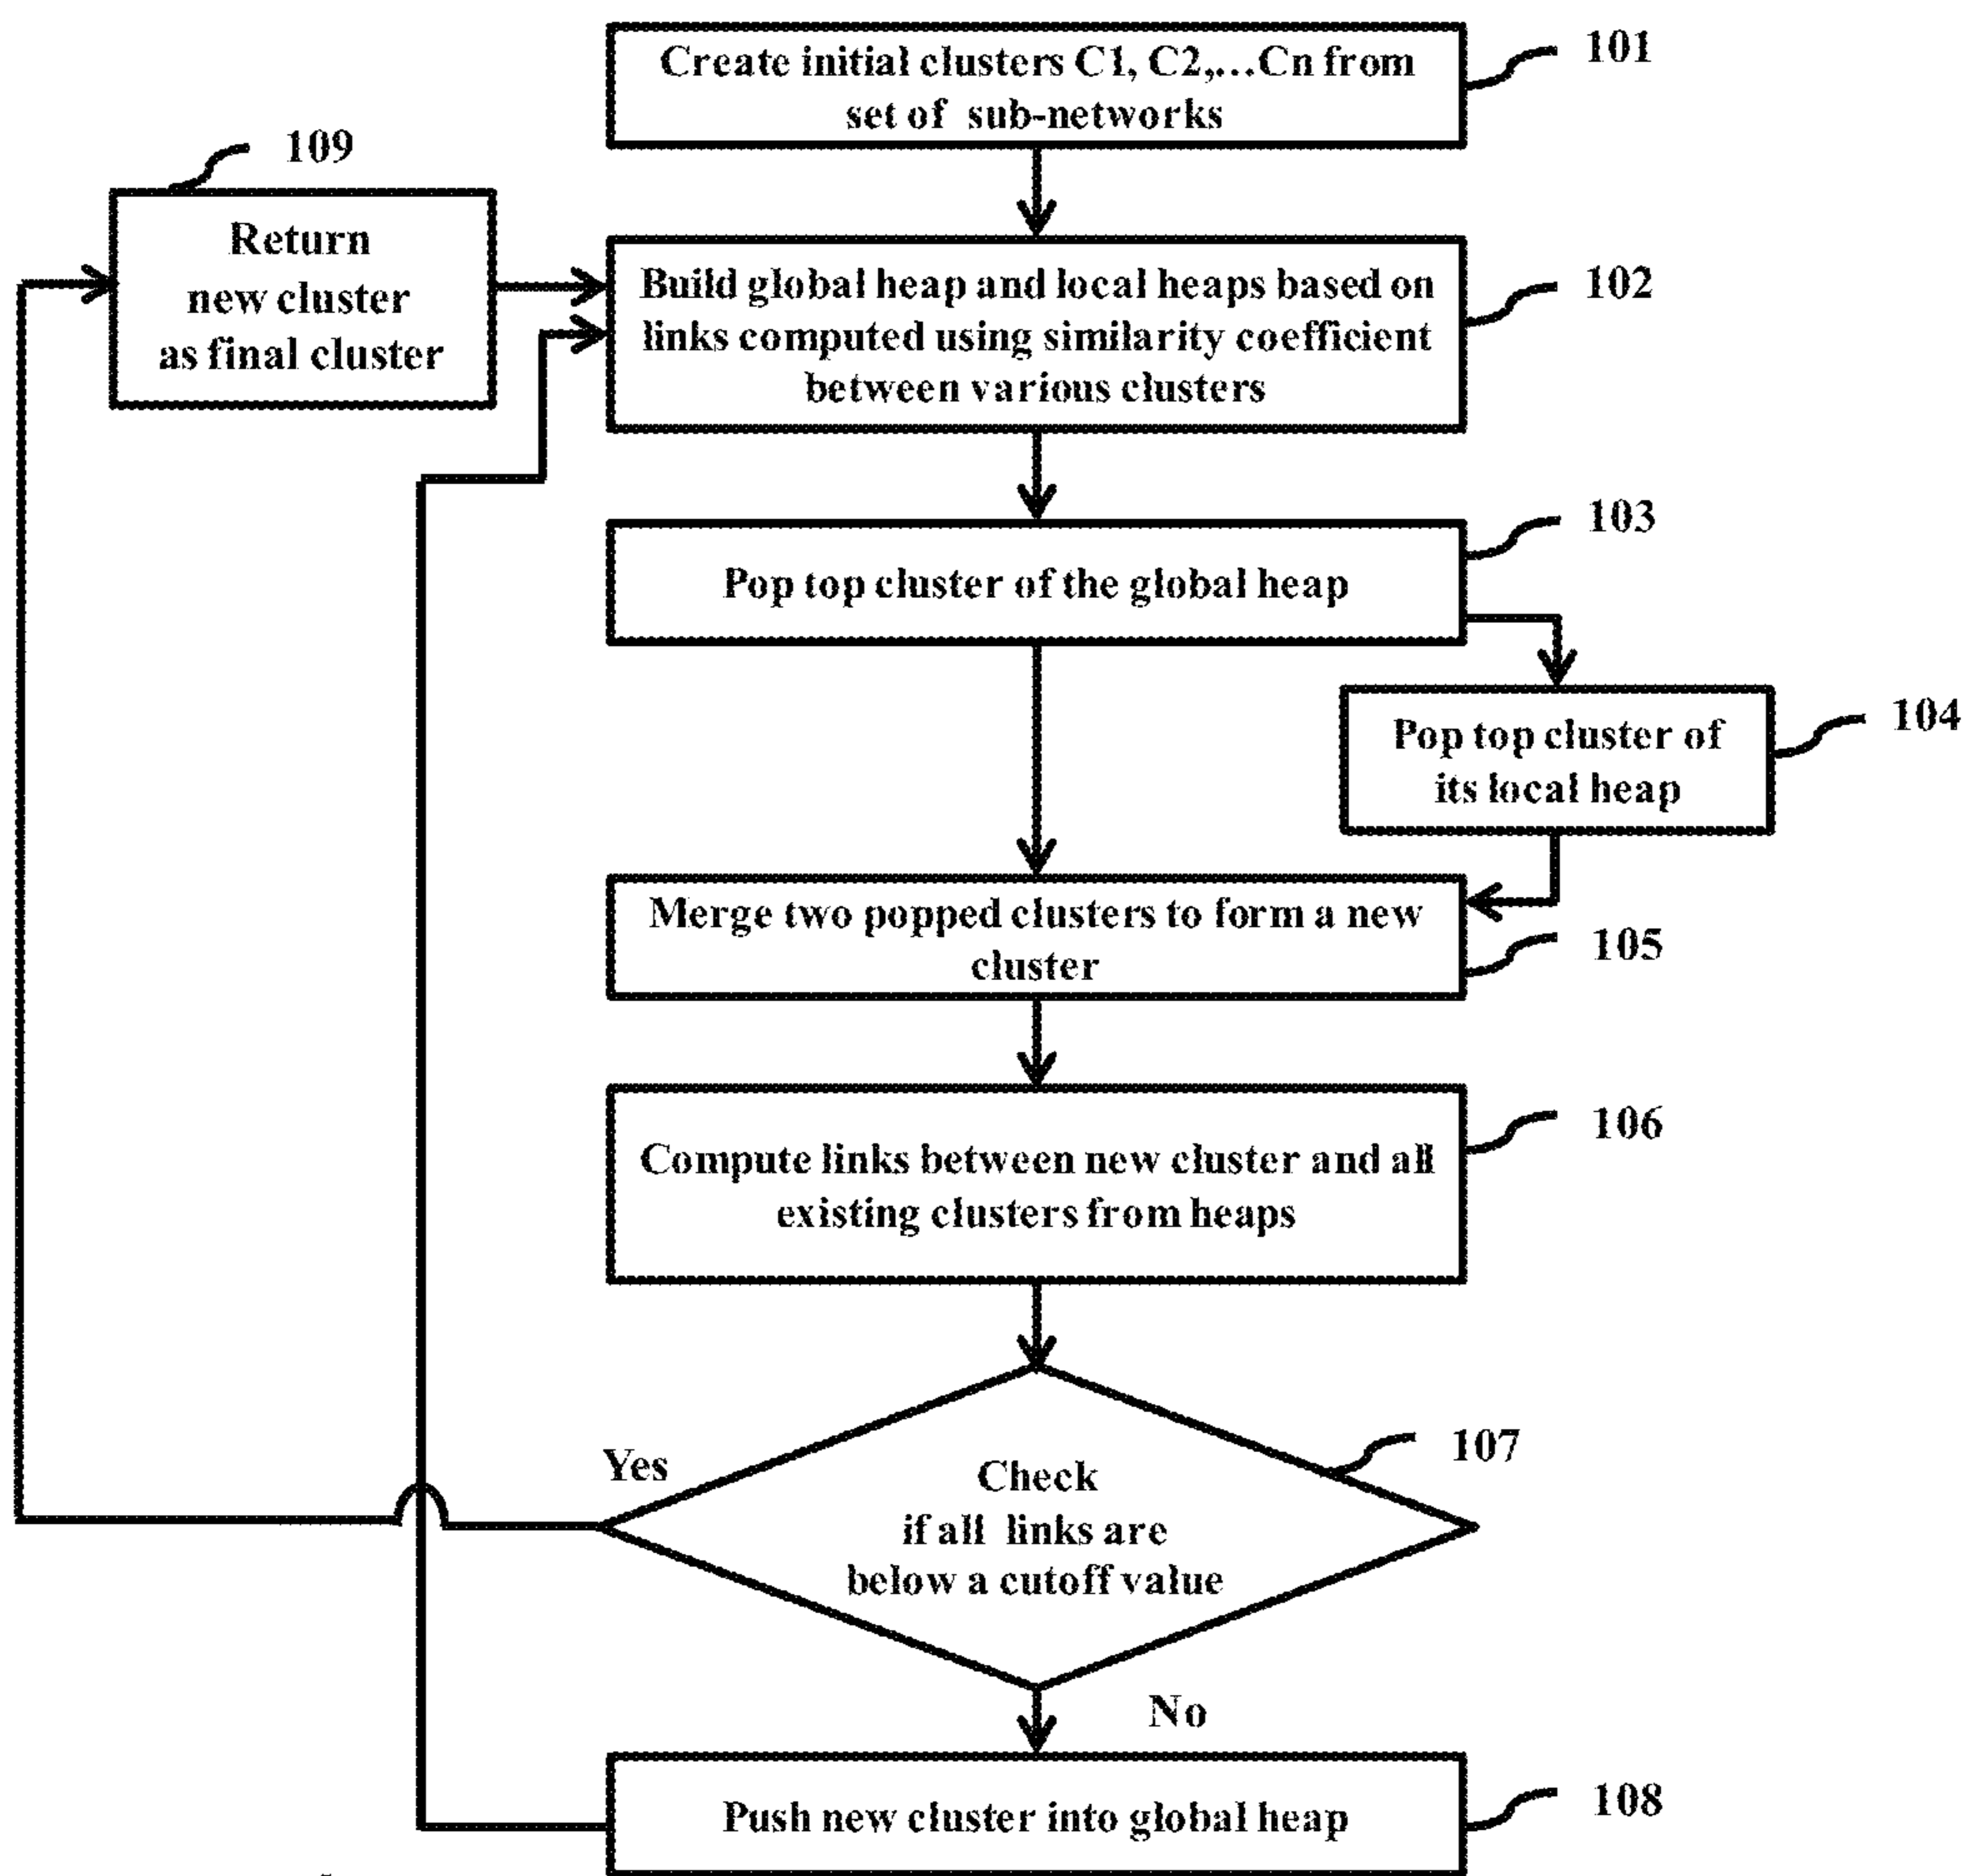 Create initial clusters C1, C2,...Cn from
set of sub-networks
101
109
Return
new cluster
as final cluster
Build global heap and local heaps based on
links computed using similarity coefficient
between various clusters
102
103
Pop top cluster of the global heap
104
Pop top cluster of
its local heap
Merge two popped clusters to form a new
cluster
105
106
Compute links between new cluster and all
existing clusters from heaps
107
Yes
Check
if all links are
below a cutoff value
No
Push new cluster into global heap
108